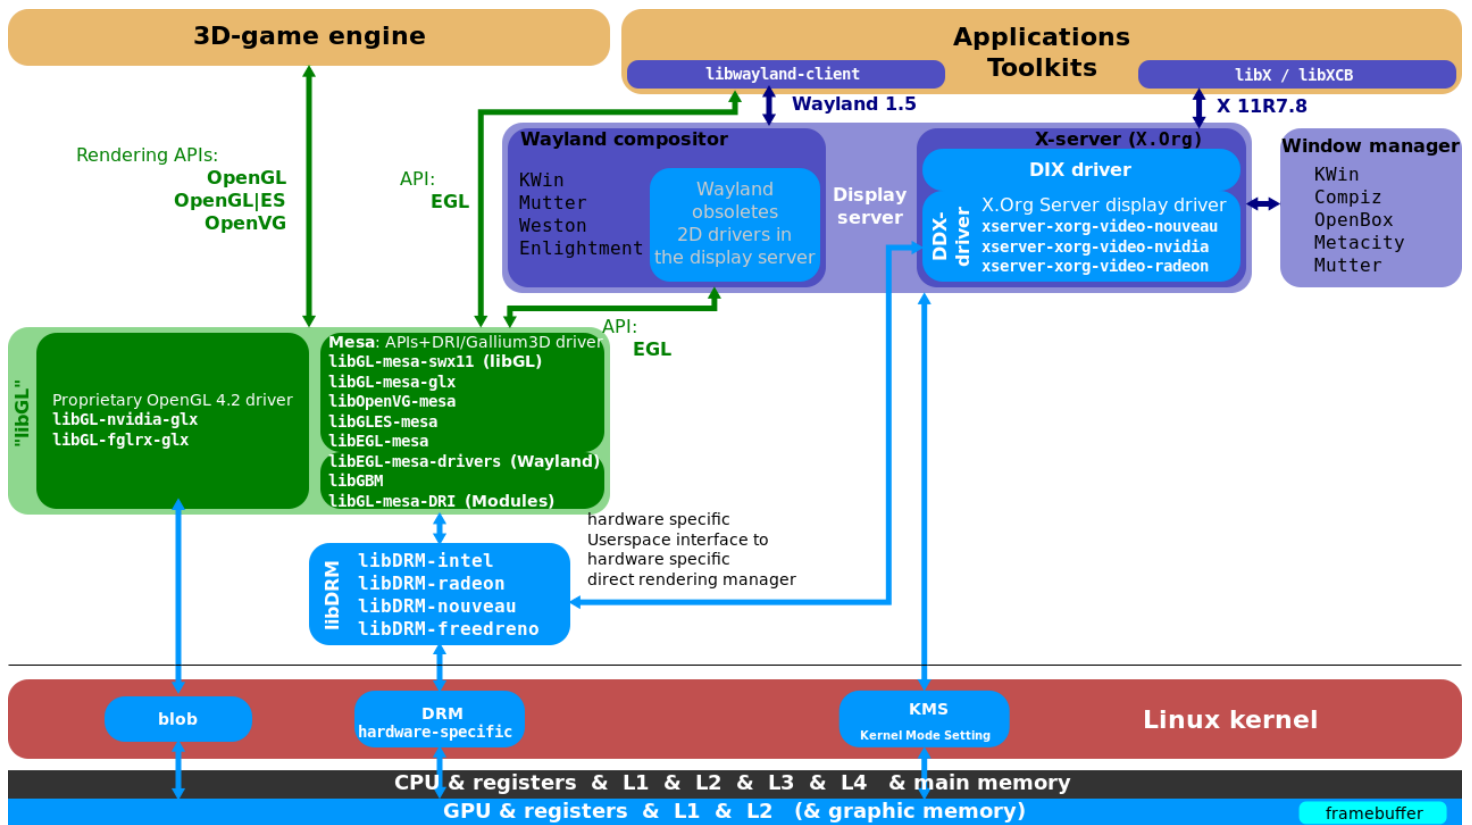 3D-game engine
Applications
Toolkits
libwayland-client
libX / libXCB
Wayland 1.5
X 11R7.8
Rendering APIs:
OpenGL
OpenGL|ES
OpenVG
API:
EGL
Wayland compositor
KWin
Mutter
Weston
Enlightment
Wayland
obsoletes
2D drivers in
the display server
Display
server
X-server (X.Org)
DIX driver
DDX-
driver
X.Org Server display driver
xserver-xorg-video-nouveau
xserver-xorg-video-nvidia
xserver-xorg-video-radeon
Window manager
KWin
Compiz
OpenBox
Metacity
Mutter
API:
EGL
"libGL"
Proprietary OpenGL 4.2 driver
libGL-nvidia-glx
libGL-fglrx-glx
Mesa: APIs+DRI/Gallium3D driver
libGL-mesa-swx11 (libGL)
libGL-mesa-glx
libOpenVG-mesa
libGLES-mesa
libEGL-mesa
libEGL-mesa-drivers (Wayland)
libGBM
libGL-mesa-DRI (Modules)
hardware specific
Userspace interface to
hardware specific
direct rendering manager
libDRM
libDRM-intel
libDRM-radeon
libDRM-nouveau
libDRM-freedreno
blob
DRM
hardware-specific
KMS
Kernel Mode Setting
Linux kernel
CPU & registers & L1 & L2 & L3 & L4 & main memory
GPU & registers & L1 & L2 (& graphic memory)
framebuffer